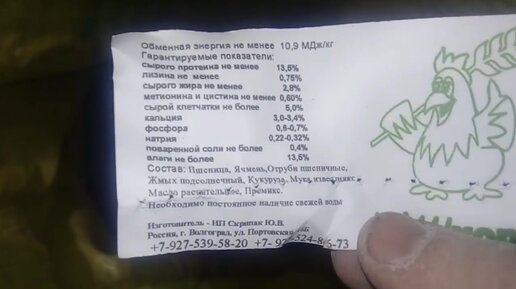 Обменная энергия не менее 10,9 МДж/кг
Гарантируемые показатели:
сырого протеина не менее 13,5%
лизина не менее 0,75%
сырого жира не менее 2,8%
метионина и цистина не менее 0,60%
сырой клетчатки не более 5,0%
кальция 3,0-3,4%
фосфора 0,6-0,7%
натрия 0,22-0,32%
поваренной соли не более 0,4%
влаги не более 13,5%
Состав: Пшеница, Ячмень, Отруби пшеничные,
Жмых подсолнечный, Кукуруза, Мука известняк.
Масло растительное, Премикс.
Необходимо постоянное наличие свежей воды
Изготовитель - ИП Скрипак Ю.В.
Россия, г. Волгоград, ул. Портовская
+7-927-539-58-20